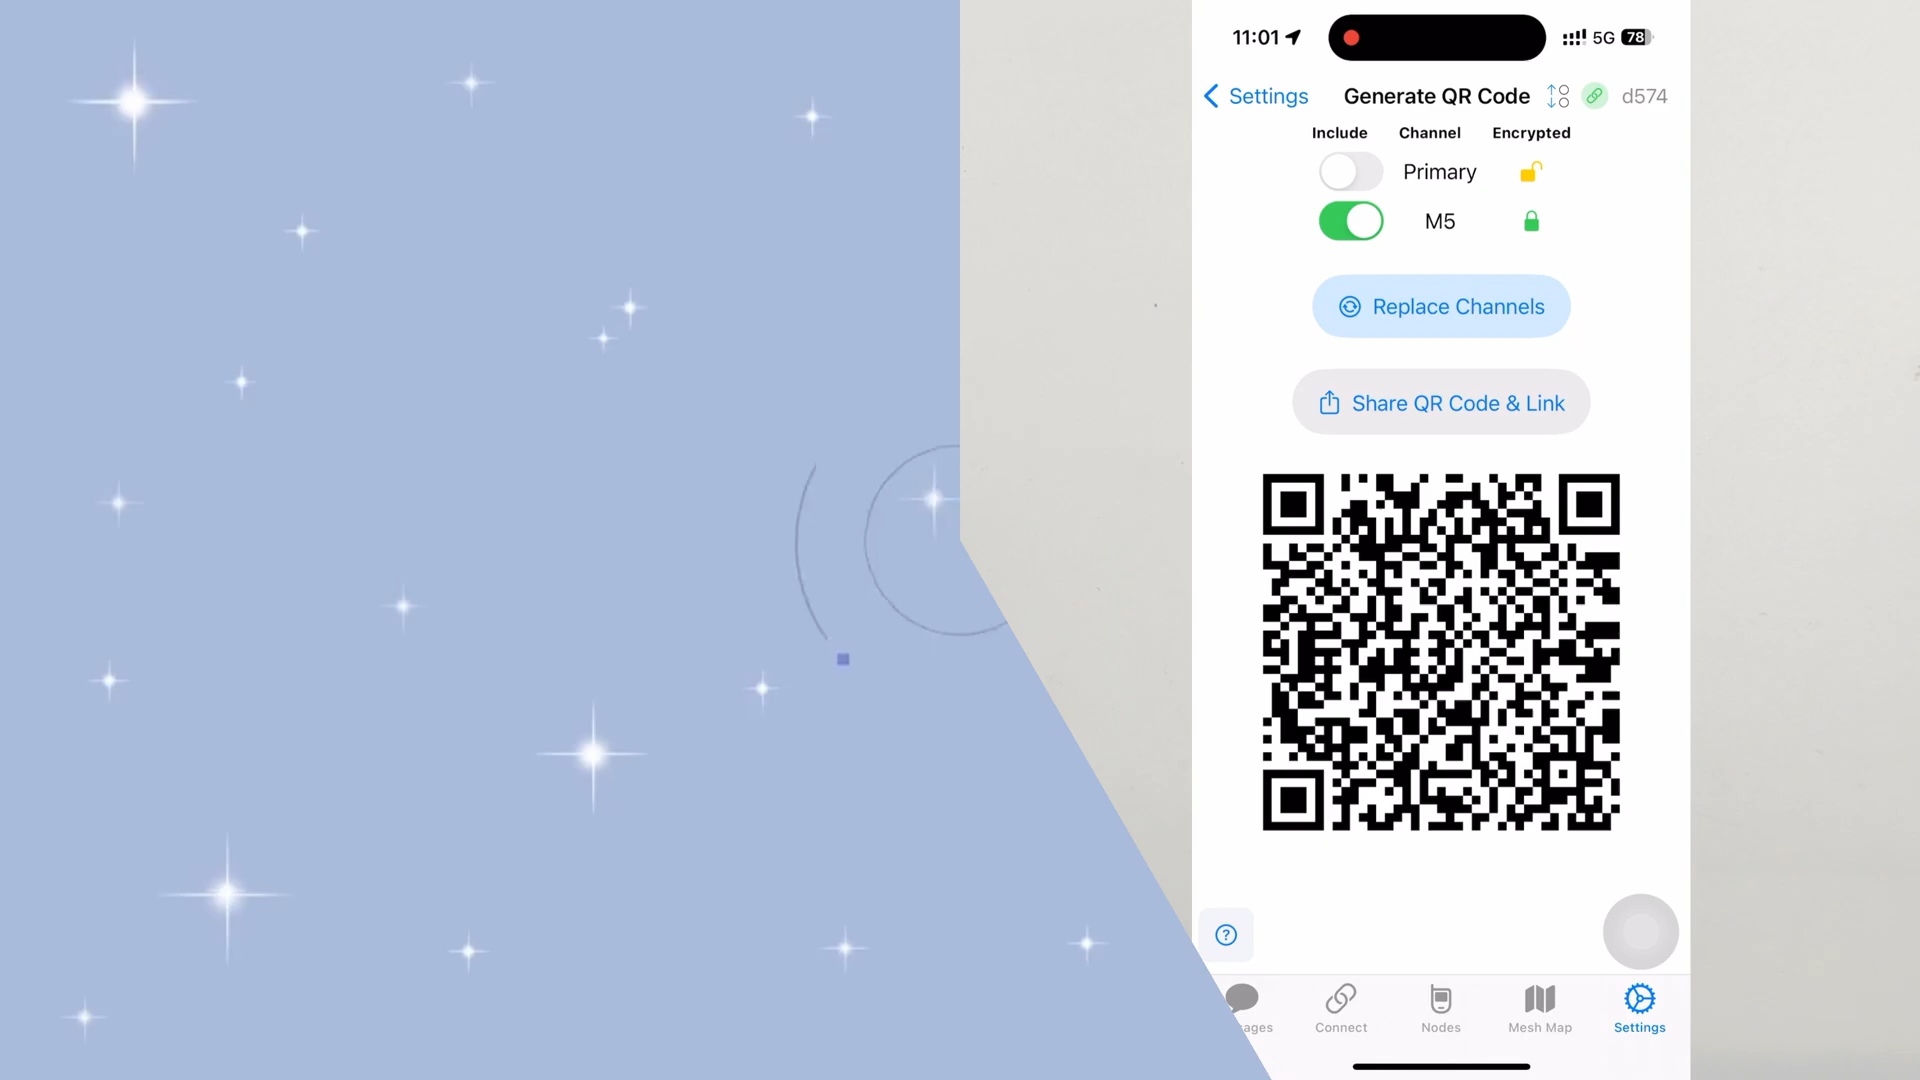 11:01
5G 78
Settings Generate QR Code d574
Include Channel Encrypted
Primary
M5
Replace Channels
Share QR Code & Link
?
sages Connect Nodes Mesh Map Settings